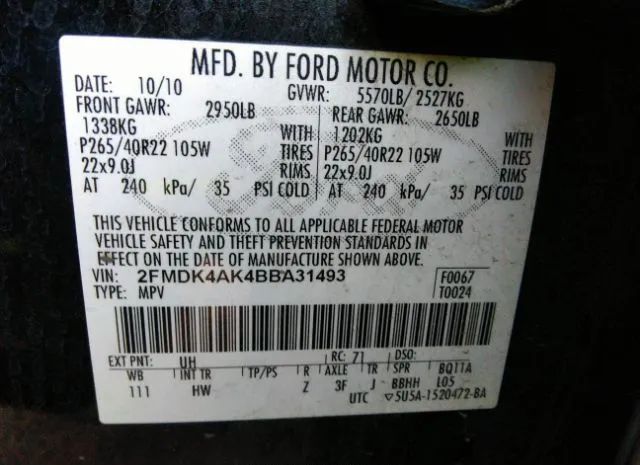 MFD. BY FORD MOTOR CO.
DATE: 10/10 GVWR: 5570LB/ 2527KG
FRONT GAWR: 2950LB REAR GAWR: 2650LB
1338KG WITH 1202KG WITH
P265/40R22 105W TIRES P265/40R22 105W TIRES
22x9.0J RIMS 22x9.0J RIMS
AT 240 kPa/ 35 PSI COLD AT 240 kPa/ 35 PSI COLD
THIS VEHICLE CONFORMS TO ALL APPLICABLE FEDERAL MOTOR
VEHICLE SAFETY AND THEFT PREVENTION STANDARDS IN
EFFECT ON THE DATE OF MANUFACTURE SHOWN ABOVE.
VIN: 2FMDK4AK4BBA31493 F0067
TYPE: MPV T0024
EXT PNT: UH RC: 71 DSO:
WB INT TR TP/PS R AXLE TR SPR BQ11A
111 HW Z 3F J BBHH L05
UTC ▽5U5A-1520472-BA
Ford